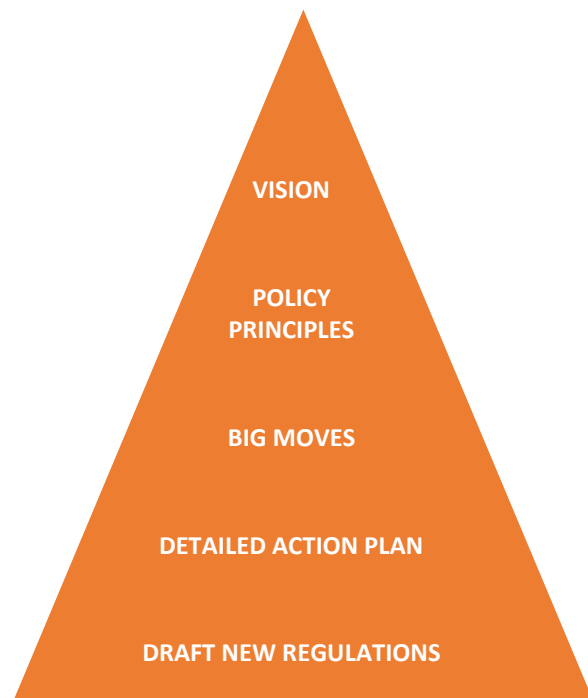 VISION
POLICY
PRINCIPLES
BIG MOVES
DETAILED ACTION PLAN
DRAFT NEW REGULATIONS